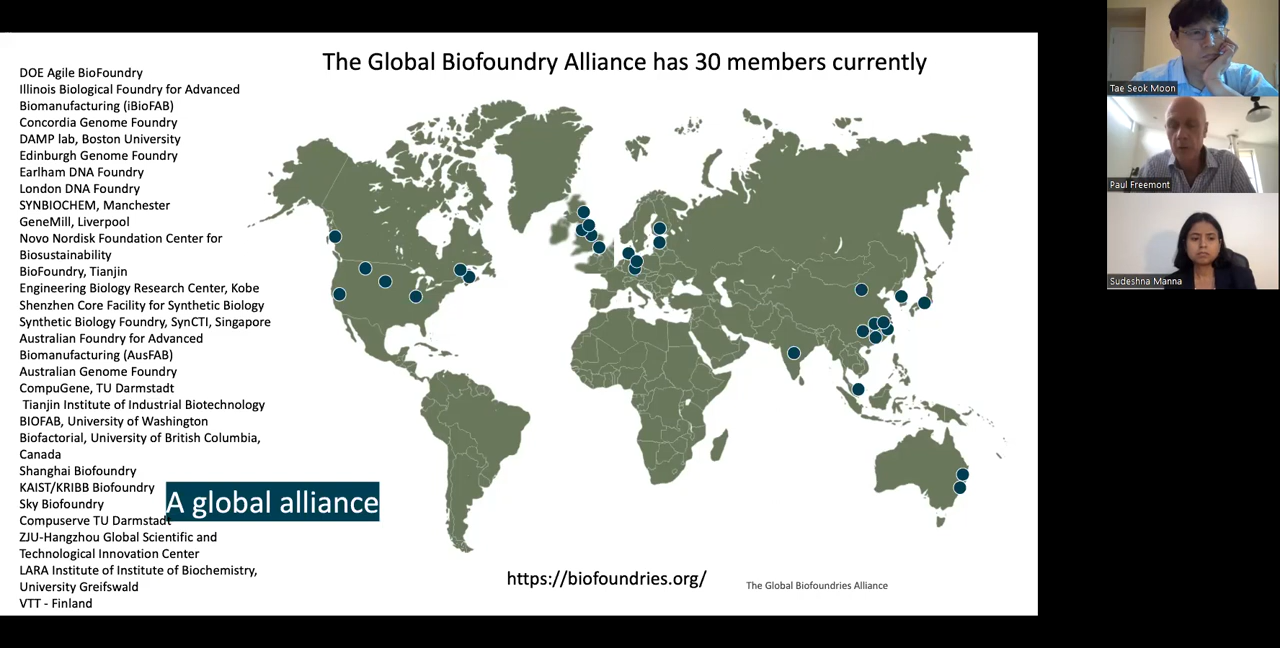 The Global Biofoundry Alliance has 30 members currently
DOE Agile BioFoundry
Illinois Biological Foundry for Advanced
Biomanufacturing (iBioFAB)
Concordia Genome Foundry
DAMP lab, Boston University
Edinburgh Genome Foundry
Earlham DNA Foundry
London DNA Foundry
SYNBIOCHEM, Manchester
GeneMill, Liverpool
Novo Nordisk Foundation Center for
Biosustainability
BioFoundry, Tianjin
Engineering Biology Research Center, Kobe
Shenzhen Core Facility for Synthetic Biology
Synthetic Biology Foundry, SynCTI, Singapore
Australian Foundry for Advanced
Biomanufacturing (AusFAB)
Australian Genome Foundry
CompuGene, TU Darmstadt
Tianjin Institute of Industrial Biotechnology
BIOFAB, University of Washington
Biofactorial, University of British Columbia,
Canada
Shanghai Biofoundry
KAIST/KRIBB Biofoundry
Sky Biofoundry
Compuserve TU Darmstadt
ZJU-Hangzhou Global Scientific and
Technological Innovation Center
LARA Institute of Institute of Biochemistry,
University Greifswald
VTT - Finland
A global alliance
https://biofoundries.org/
The Global Biofoundries Alliance
Tae Seok Moon
Paul Freemont
Sudeshna Manna